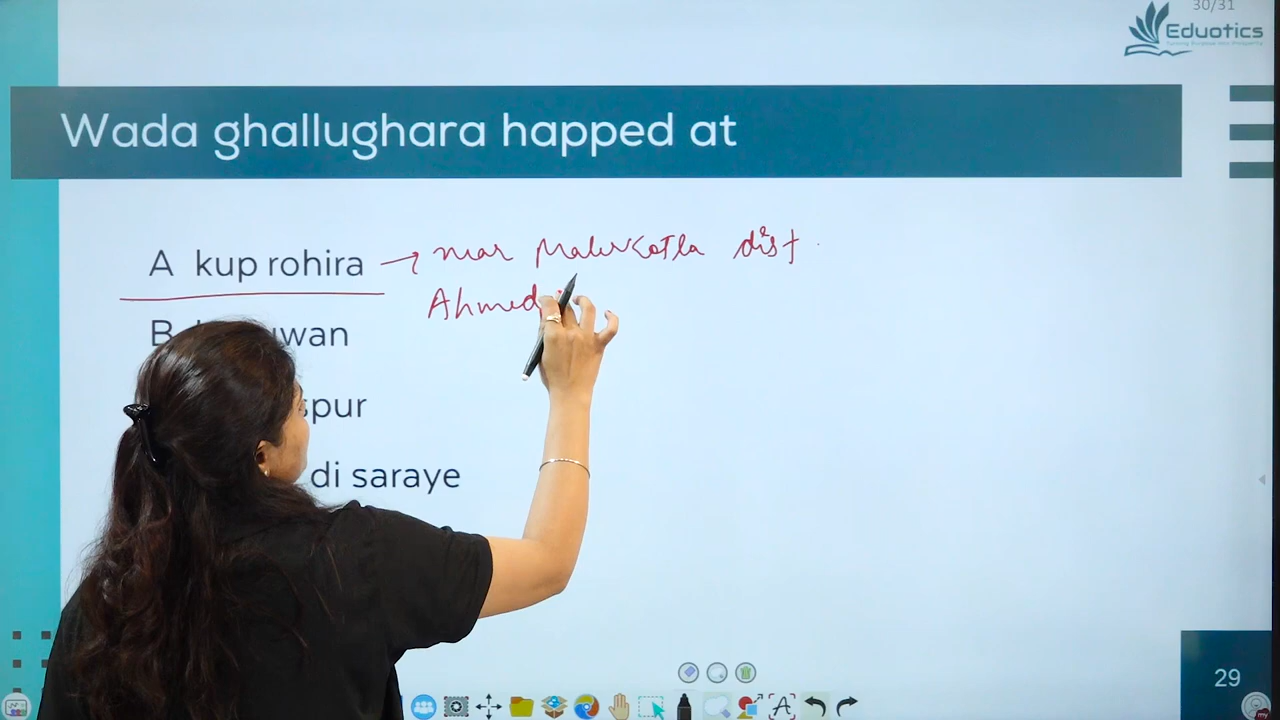 30/31
Eduotics
Wada ghallughara happed at
A kup rohira → near Malerkotla dist
Ahmed
B wan
spur
di saraye
29